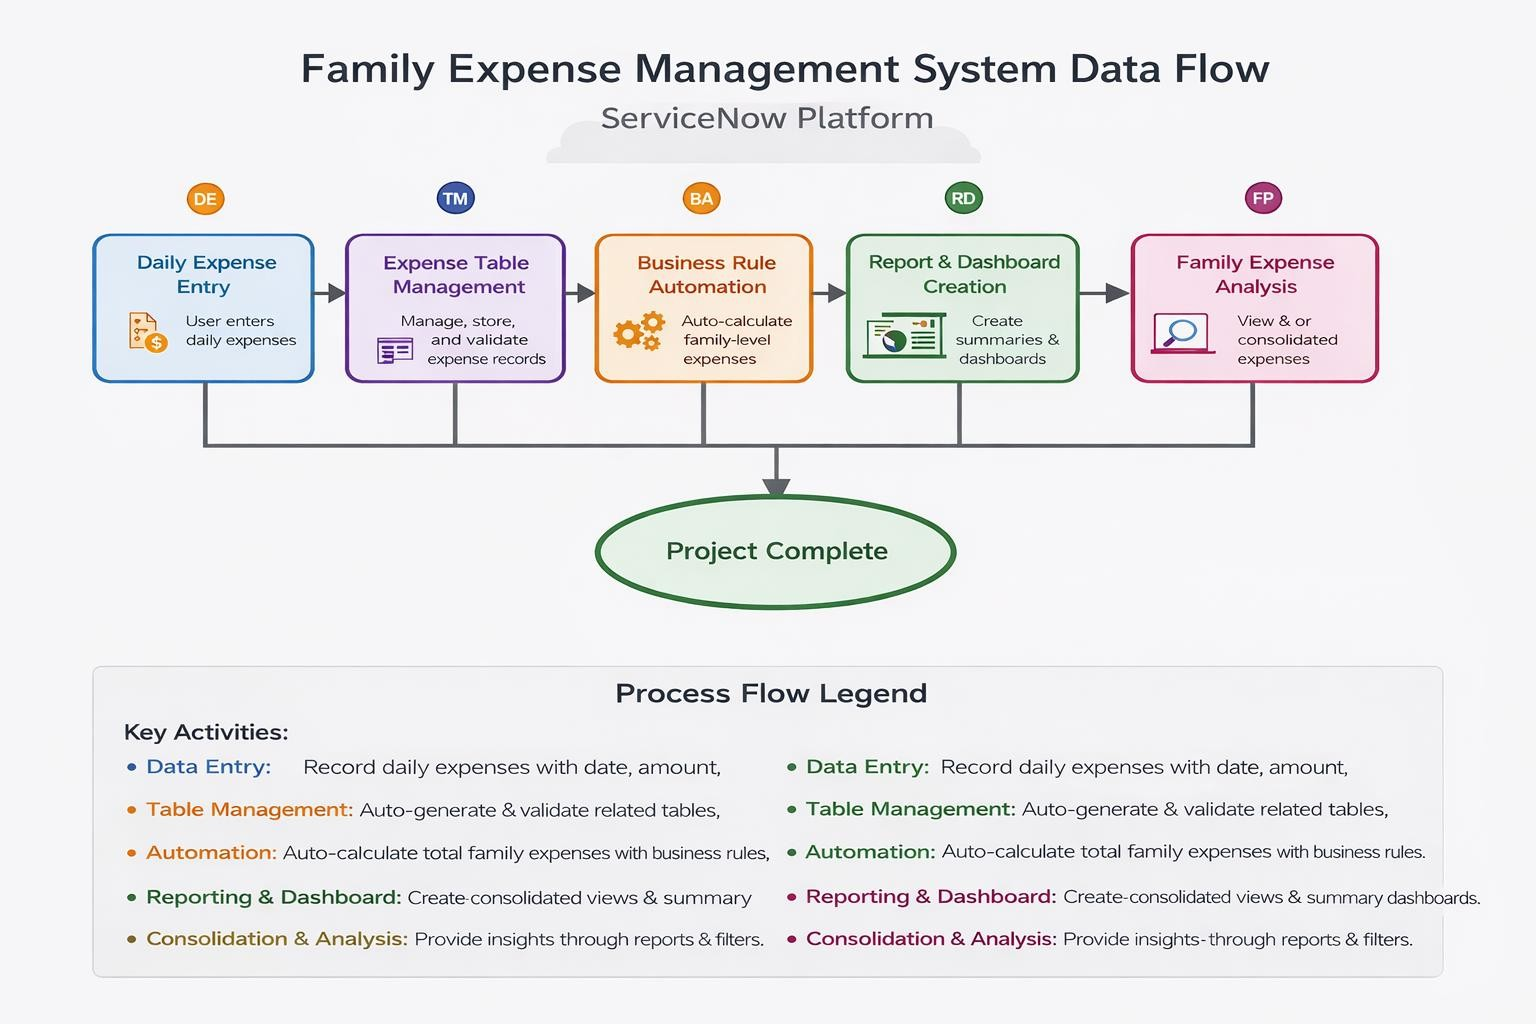 Family Expense Management System Data Flow
ServiceNow Platform
DE
TM
BA
RD
FP
Daily Expense
Entry
User enters
daily expenses
Expense Table
Management
Manage, store,
and validate
expense records
Business Rule
Automation
Auto-calculate
family-level
expenses
Report & Dashboard
Creation
Create
summaries &
dashboards
Family Expense
Analysis
View & or
consolidated
expenses
Project Complete
Process Flow Legend
Key Activities:
• Data Entry: Record daily expenses with date, amount,
• Table Management: Auto-generate & validate related tables,
• Automation: Auto-calculate total family expenses with business rules,
• Reporting & Dashboard: Create-consolidated views & summary
• Consolidation & Analysis: Provide insights through reports & filters.
• Data Entry: Record daily expenses with date, amount,
• Table Management: Auto-generate & validate related tables,
• Automation: Auto-calculate total family expenses with business rules.
• Reporting & Dashboard: Create-consolidated views & summary dashboards.
• Consolidation & Analysis: Provide insights-through reports & filters.